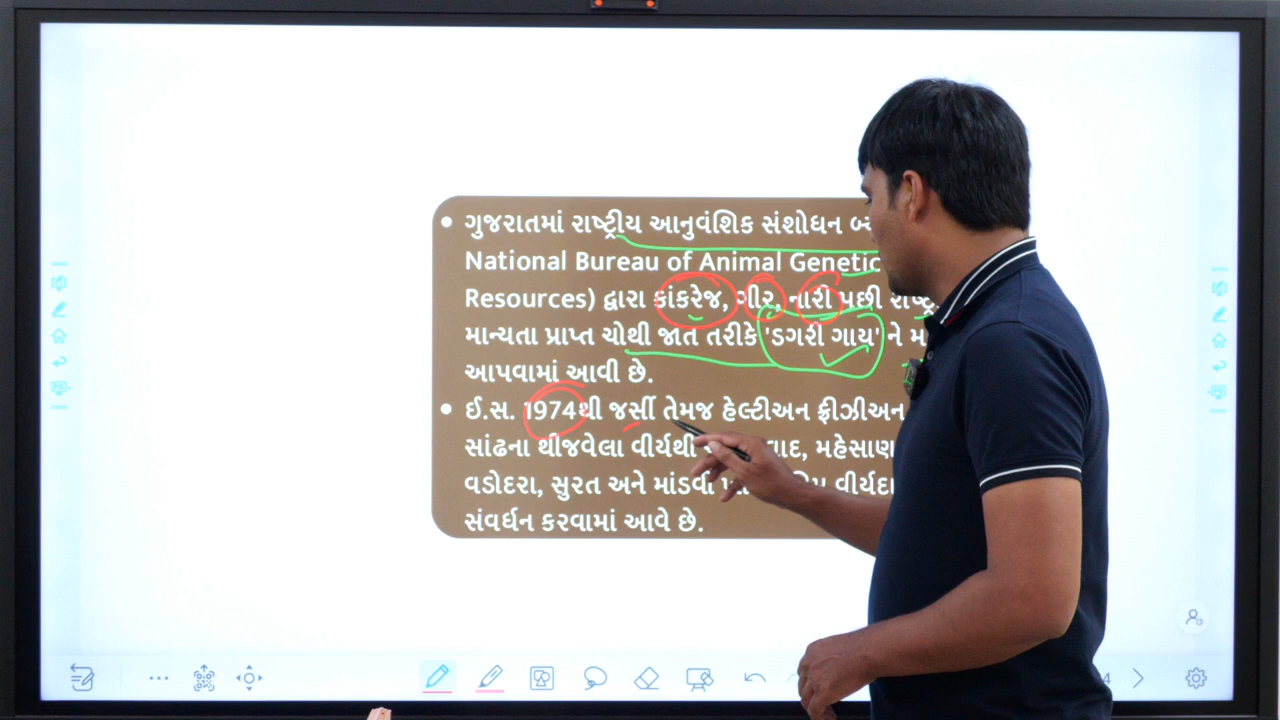 • ગુજરાતમાં રાષ્ટ્રીય આનુવંશિક સંશોધન
National Bureau of Animal Genetic
Resources) દ્વારા કાંકરેજ, ગીર, નારી પછી
માન્યતા પ્રાપ્ત ચોથી જાત તરીકે 'ડગરી ગાય' ને
આપવામાં આવી છે.
• ઈ.સ. 1974થી જર્સી તેમજ હેલ્ટીઅન ફ્રીઝીઅન
સાંઢના થીજવેલા વીર્યથી
વડોદરા, સુરત અને માંડવી
સંવર્ધન કરવામાં આવે છે.